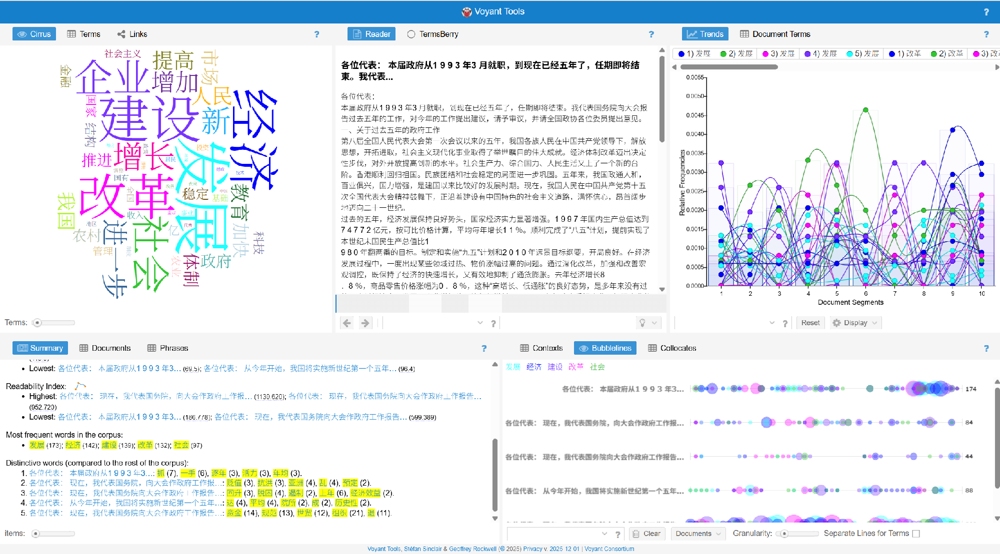 Voyant Tools
?
Cirrus Terms Links ?
Reader TermsBerry ?
Trends Document Terms ?
社会主义 提高 市场 金融 企业 增加 人民 国家 建设 新 经济 结构 投资 推进 增长 发展 居民 财政 技术 国有 改革 全国 稳定 基础 教育 我国 收入 事业 地区 代表 农村 进一步 社会 亿 加快 科技 管理 农业 体制 政府
Terms:
各位代表： 本届政府从1 9 9 3 年3 月就职，到现在已经五年了，任期即将结
束。我代表...
各位代表：
本届政府从1 9 9 3 年3 月就职，到现在已经五年了，任期即将结束。我代表国务院向大会报
告过去五年的工作，对今年的工作提出建议，请予审议，并请全国政协各位委员提出意见。
一、关于过去五年的政府工作
第八届全国人民代表大会第一次会议以来的五年，我国各族人民在中国共产党领导下，解放
思想，开拓进取，社会主义现代化事业取得了举世瞩目的伟大成就。经济体制改革迈出决定
性步伐，对外开放提高到新的水平。社会生产力、综合国力、人民生活又上了一个新的台
阶。香港顺利回归祖国。民族团结和社会稳定的局面进一步巩固。五年来，我国政通人和，
百业俱兴，国力增强，是建国以来比较好的发展时期。现在，我国人民在中国共产党第十五
次全国代表大会精神鼓舞下，正沿着建设有中国特色的社会主义道路，满怀信心，昂首阔步
地迈向二十一世纪。
过去的五年，经济发展保持良好势头，国家经济实力显著增强。1 9 9 7 年国内生产总值达到
7 4 7 7 2 亿元，按可比价格计算，平均每年增长1 1 %。顺利完成了“八五”计划，提前实现了
本世纪末国民生产总值比1
9 8 0 年翻两番的目标。制定和实施“九五”计划和2 0 1 0 年远景目标纲要，开局良好。在经济
发展过程中，一度出现某些领域过热、物价涨幅过高的问题。通过深化改革，加强和改善宏
观调控，既保持了经济的快速增长，又有效地抑制了通货膨胀。去年经济增长8
．8 %，商品零售价格涨幅为0．8 %，这种“高增长、低通胀”的良好态势，是多年来没有过
?
1) 发展 2) 发展 3) 发展 4) 发展 5) 发展 1) 改革 2) 改革 3) 改
0.0055
0.0050
0.0045
0.0040
0.0035
0.0030
0.0025
0.0020
0.0015
0.0010
0.0005
0.0000
Relative Frequencies
1 2 3 4 5 6 7 8 9 10
Document Segments
? Reset Display
Summary Documents Phrases ?
Lowest: 各位代表： 本届政府从1 9 9 3 年3... (69.5); 各位代表： 从今年开始，我国将实施新世纪第一个五年... (96.4)
Readability Index:
Highest: 各位代表： 现在，我代表国务院，向大会作政府工作报... (1139.620); 各位代表： 现在，我代表国务院向大会作政府工作报告...
(952.720)
Lowest: 各位代表： 本届政府从1 9 9 3 年3... (186.778); 各位代表： 现在，我代表国务院向大会作政府工作报告... (599.389)
Most frequent words in the corpus:
发展 (173); 经济 (142); 建设 (139); 改革 (132); 社会 (97)
Distinctive words (compared to the rest of the corpus):
1. 各位代表： 本届政府从1 9 9 3 年3...: 抓 (7), 一手 (6), 逐年 (3), 活力 (3), 年均 (3).
2. 各位代表： 现在，我代表国务院，向大会作政府工作报...: 贬值 (3), 抗洪 (3), 亚洲 (4), 乱 (4), 预定 (2).
3. 各位代表： 现在，我代表国务院向大会作政府工作报告...: 回升 (3), 脱困 (4), 遏制 (2), 上年 (6), 经济效益 (2).
4. 各位代表： 从今年开始，我国将实施新世纪第一个五年...: 达 (4), 平均 (4), 院所 (2), 成 (2), 历史性 (2).
5. 各位代表： 现在，我代表国务院向大会作政府工作报告...: 资金 (14), 规范 (13), 世贸 (12), 组织 (21), 退 (11).
items:
Contexts Bubblelines Collocates ?
发展 经济 建设 改革 社会
各位代表： 本届政府从1 9 9 3 年3... 174
各位代表： 现在，我代表国务院，向大会作政府工作报... 84
各位代表： 现在，我代表国务院向大会作政府工作报告... 44
各位代表： 从今年开始，我国将实施新世纪第一个五年... 88
? Clear Documents Granularity: Separate Lines for Terms
Voyant Tools, Stéfan Sinclair & Geoffrey Rockwell (© 2025) Privacy v. 2025-12-01 | Voyant Consortium